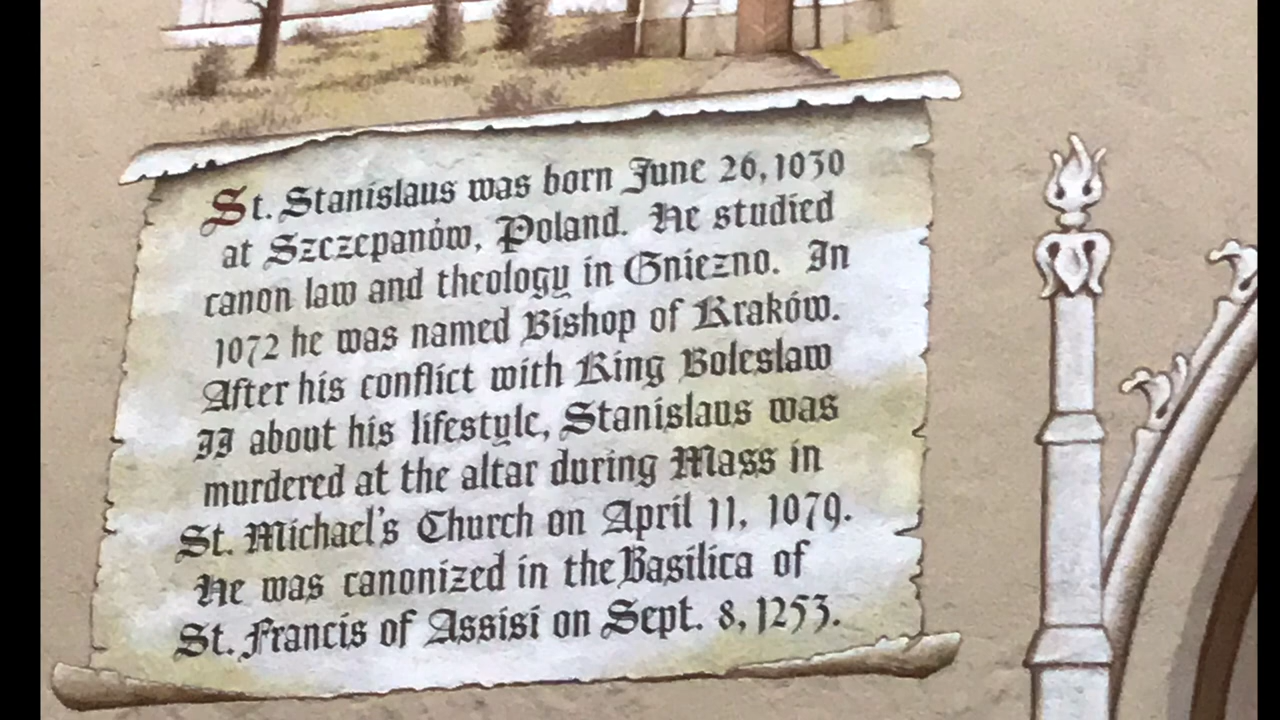 St. Stanislaus was born June 26, 1030
at Szczepanów, Poland. He studied
canon law and theology in Gniezno. In
1072 he was named Bishop of Kraków.
After his conflict with King Boleslaw
II about his lifestyle, Stanislaus was
murdered at the altar during Mass in
St. Michael's Church on April 11, 1079.
He was canonized in the Basilica of
St. Francis of Assisi on Sept. 8, 1253.